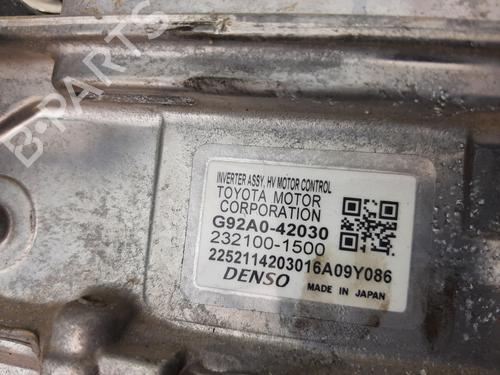 B-PARTS
INVERTER ASSY, HV MOTOR CONTROL
TOYOTA MOTOR
CORPORATION
G92A0-42030
232100-1500
2252114203016A09Y086
DENSO
MADE IN JAPAN